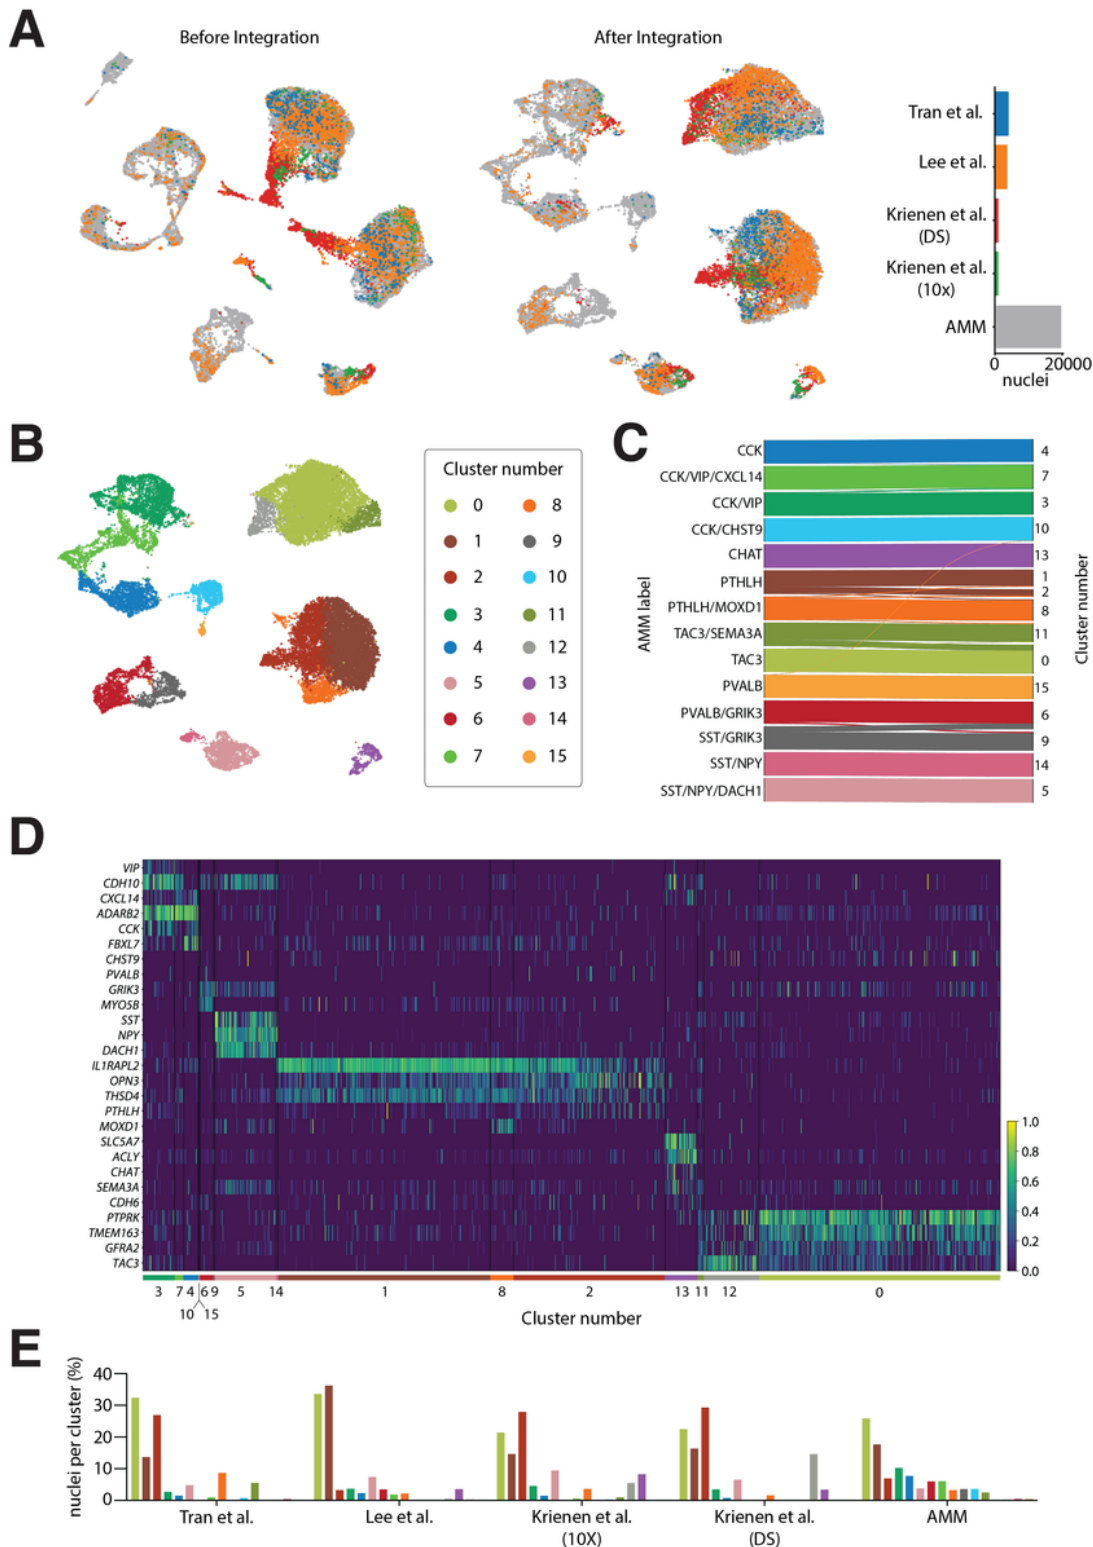 A
Before Integration
After Integration
Tran et al.
Lee et al.
Krienen et al.
(DS)
Krienen et al.
(10x)
AMM
0
20000
nuclei
B
Cluster number
0
8
1
9
2
10
3
11
4
12
5
13
6
14
7
15
C
AMM label
CCK
CCK/VIP/CXCL14
CCK/VIP
CCK/CHST9
CHAT
PTHLH
PTHLH/MOXD1
TAC3/SEMA3A
TAC3
PVALB
PVALB/GRIK3
SST/GRIK3
SST/NPY
SST/NPY/DACH1
4
7
3
10
13
1
2
8
11
0
15
6
9
14
5
Cluster number
D
VIP
CDH10
CXCL14
ADARB2
CCK
FBXL7
CHST9
PVALB
GRIK3
MYO5B
SST
NPY
DACH1
IL1RAPL2
OPN3
THSD4
PTHLH
MOXD1
SLC5A7
ACLY
CHAT
SEMA3A
CDH6
PTPRK
TMEM163
GFRA2
TAC3
1.0
0.8
0.6
0.4
0.2
0.0
3 7 4 6 9 5 14 1 8 2 13 11 12 0
10 15
Cluster number
E
nuclei per cluster (%)
40
30
20
10
0
Tran et al.
Lee et al.
Krienen et al.
(10X)
Krienen et al.
(DS)
AMM